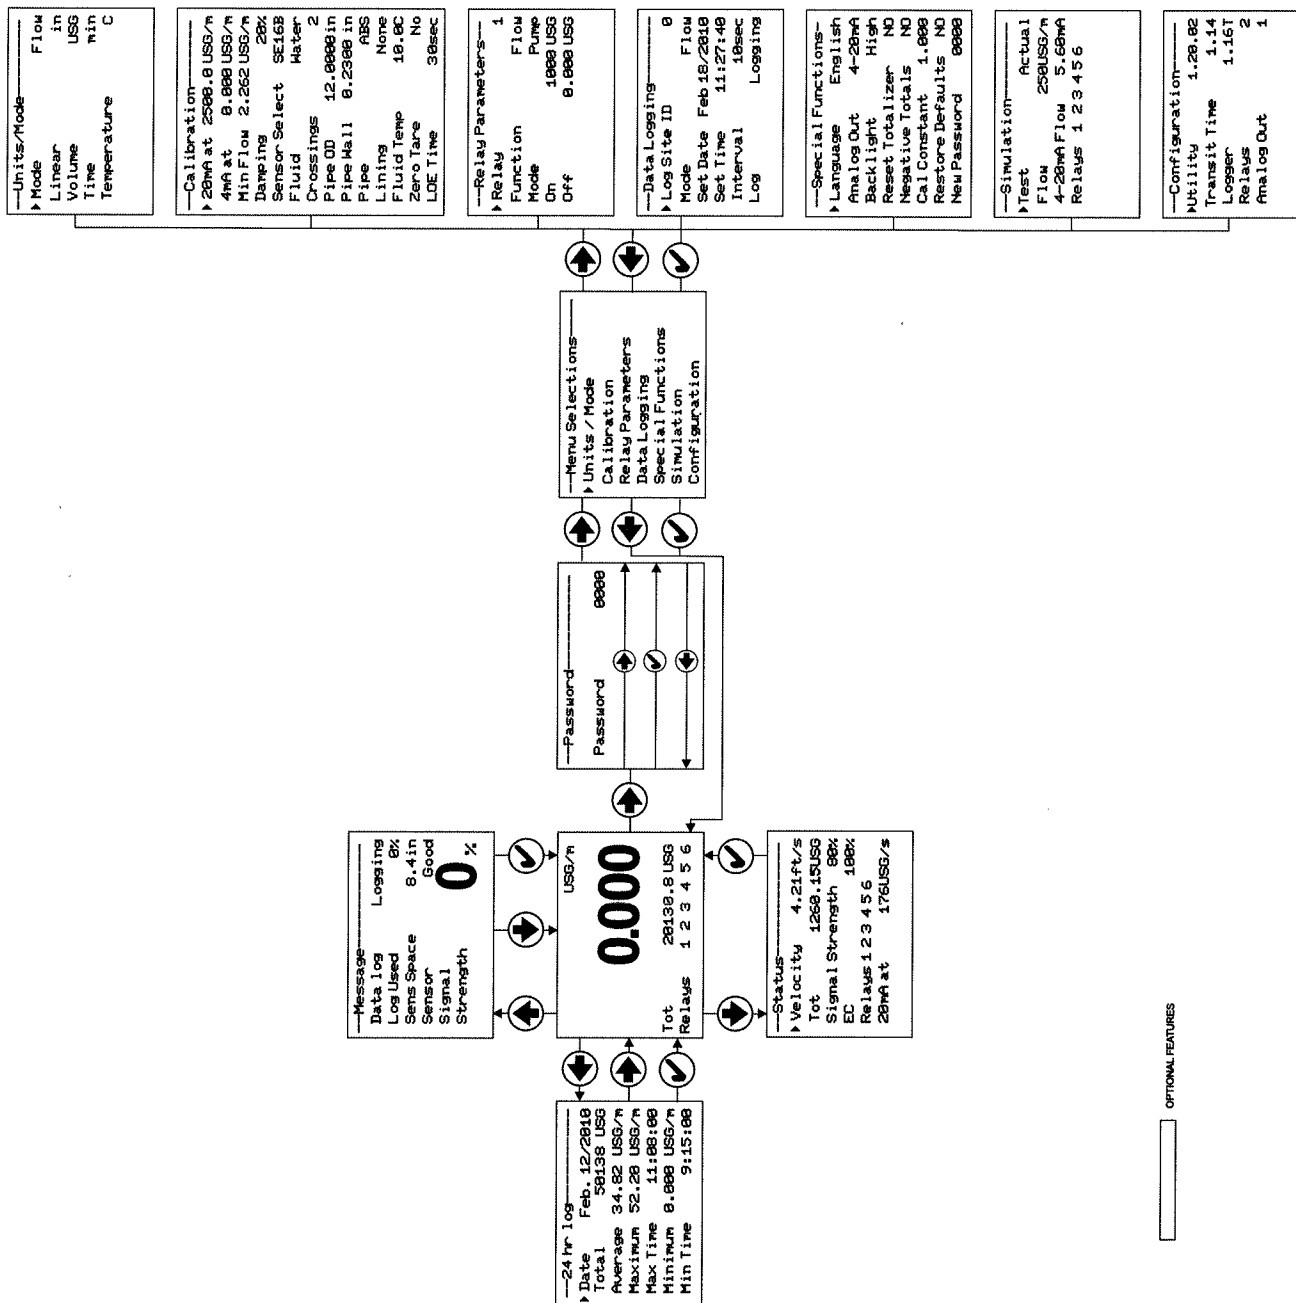 ---Units/Mode---
▶Mode Flow
Linear in
Volume USG
Time min
Temperature C
---Calibration---
▶20mA at 2500.0 USG/m
4mA at 0.000 USG/m
Min Flow 2.262 USG/m
Damping 20%
Sensor Select SE16B
Fluid Water
Crossings 2
Pipe OD 12.0000in
Pipe Wall 0.2300 in
Pipe ABS
Lining None
Fluid Temp 10.0C
Zero Tare No
LOE Time 30sec
---Relay Parameters---
▶Relay 1
Function Flow
Mode Pump
On 1000 USG
Off 0.000 USG
---Data Logging---
▶Log Site ID 0
Mode Flow
Set Date Feb 18/2010
Set Time 11:27:40
Interval 10sec
Log Logging
---Special Functions-
▶Language English
Analog Out 4-20mA
Backlight High
Reset Totalizer NO
Negative Totals NO
Cal Constant 1.000
Restore Defaults NO
New Password 0000
---Simulation---
▶Test Actual
Flow 250USG/m
4-20mA Flow 5.60mA
Relays 1 2 3 4 5 6
---Configuration---
▶Utility 1.20.02
Transit Time 1.14
Logger 1.16T
Relays 2
Analog Out 1
---Menu Selections---
▶Units / Mode
Calibration
Relay Parameters
Data Logging
Special Functions
Simulation
Configuration
---Password---
Password 0000
---Message---
Data log Logging
Log Used 0%
Sens Space 8.4in
Sensor Good
Signal
Strength 0%
USG/m
0.000
Tot 20130.8 USG
Relays 1 2 3 4 5 6
---Status---
▶Velocity 4.21ft/s
Tot 1260.15USG
Signal Strength 80%
EC 100%
Relays 1 2 3 4 5 6
20mA at 176USG/s
---24 hr log---
▶Date Feb. 12/2010
Total 50138 USG
Average 34.82 USG/m
Maximum 52.20 USG/m
Max Time 11:08:00
Minimum 0.000 USG/m
Min Time 9:15:00
OPTIONAL FEATURES